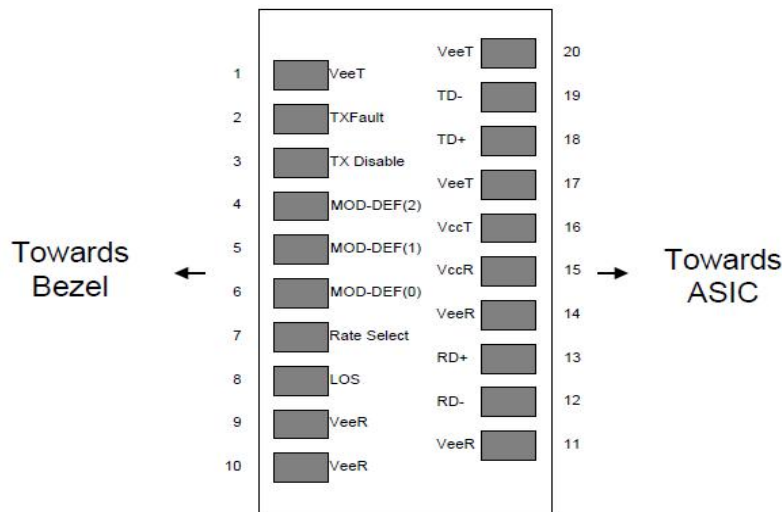 VeeT 20
1 VeeT
TD- 19
2 TXFault
TD+ 18
3 TX Disable
VeeT 17
4 MOD-DEF(2)
VccT 16
5 MOD-DEF(1)
VccR 15
6 MOD-DEF(0)
VeeR 14
7 Rate Select
RD+ 13
8 LOS
RD- 12
9 VeeR
VeeR 11
10 VeeR
Towards
Bezel
Towards
ASIC